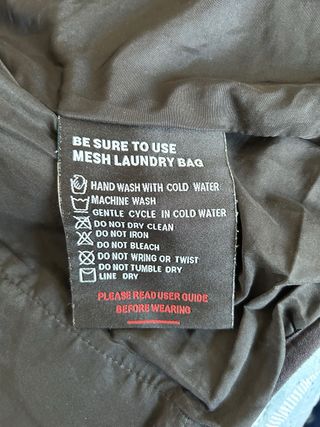 BE SURE TO USE
MESH LAUNDRY BAG
HAND WASH WITH COLD WATER
MACHINE WASH
GENTLE CYCLE IN COLD WATER
DO NOT DRY CLEAN
DO NOT IRON
DO NOT BLEACH
DO NOT WRING OR TWIST
DO NOT TUMBLE DRY
LINE DRY
PLEASE READ USER GUIDE
BEFORE WEARING